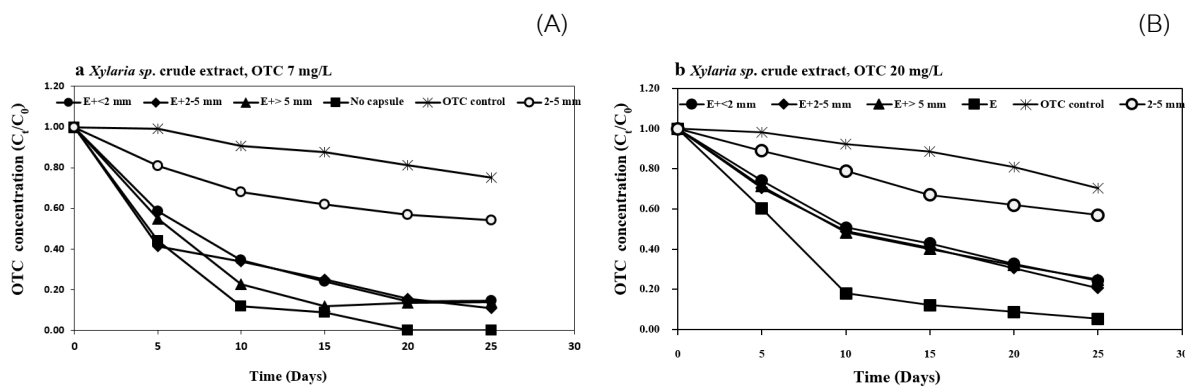 (A)
a Xylaria sp. crude extract, OTC 7 mg/L
1.20
E+<2 mm E+2-5 mm E+> 5 mm No capsule OTC control 2-5 mm
1.00
0.80
0.60
0.40
0.20
0.00
0 5 10 15 20 25 30
OTC concentration (Ct/C0)
Time (Days)
(B)
b Xylaria sp. crude extract, OTC 20 mg/L
1.20
E+<2 mm E+2-5 mm E+> 5 mm E OTC control 2-5 mm
1.00
0.80
0.60
0.40
0.20
0.00
0 5 10 15 20 25 30
OTC concentration (Ct/C0)
Time (Days)